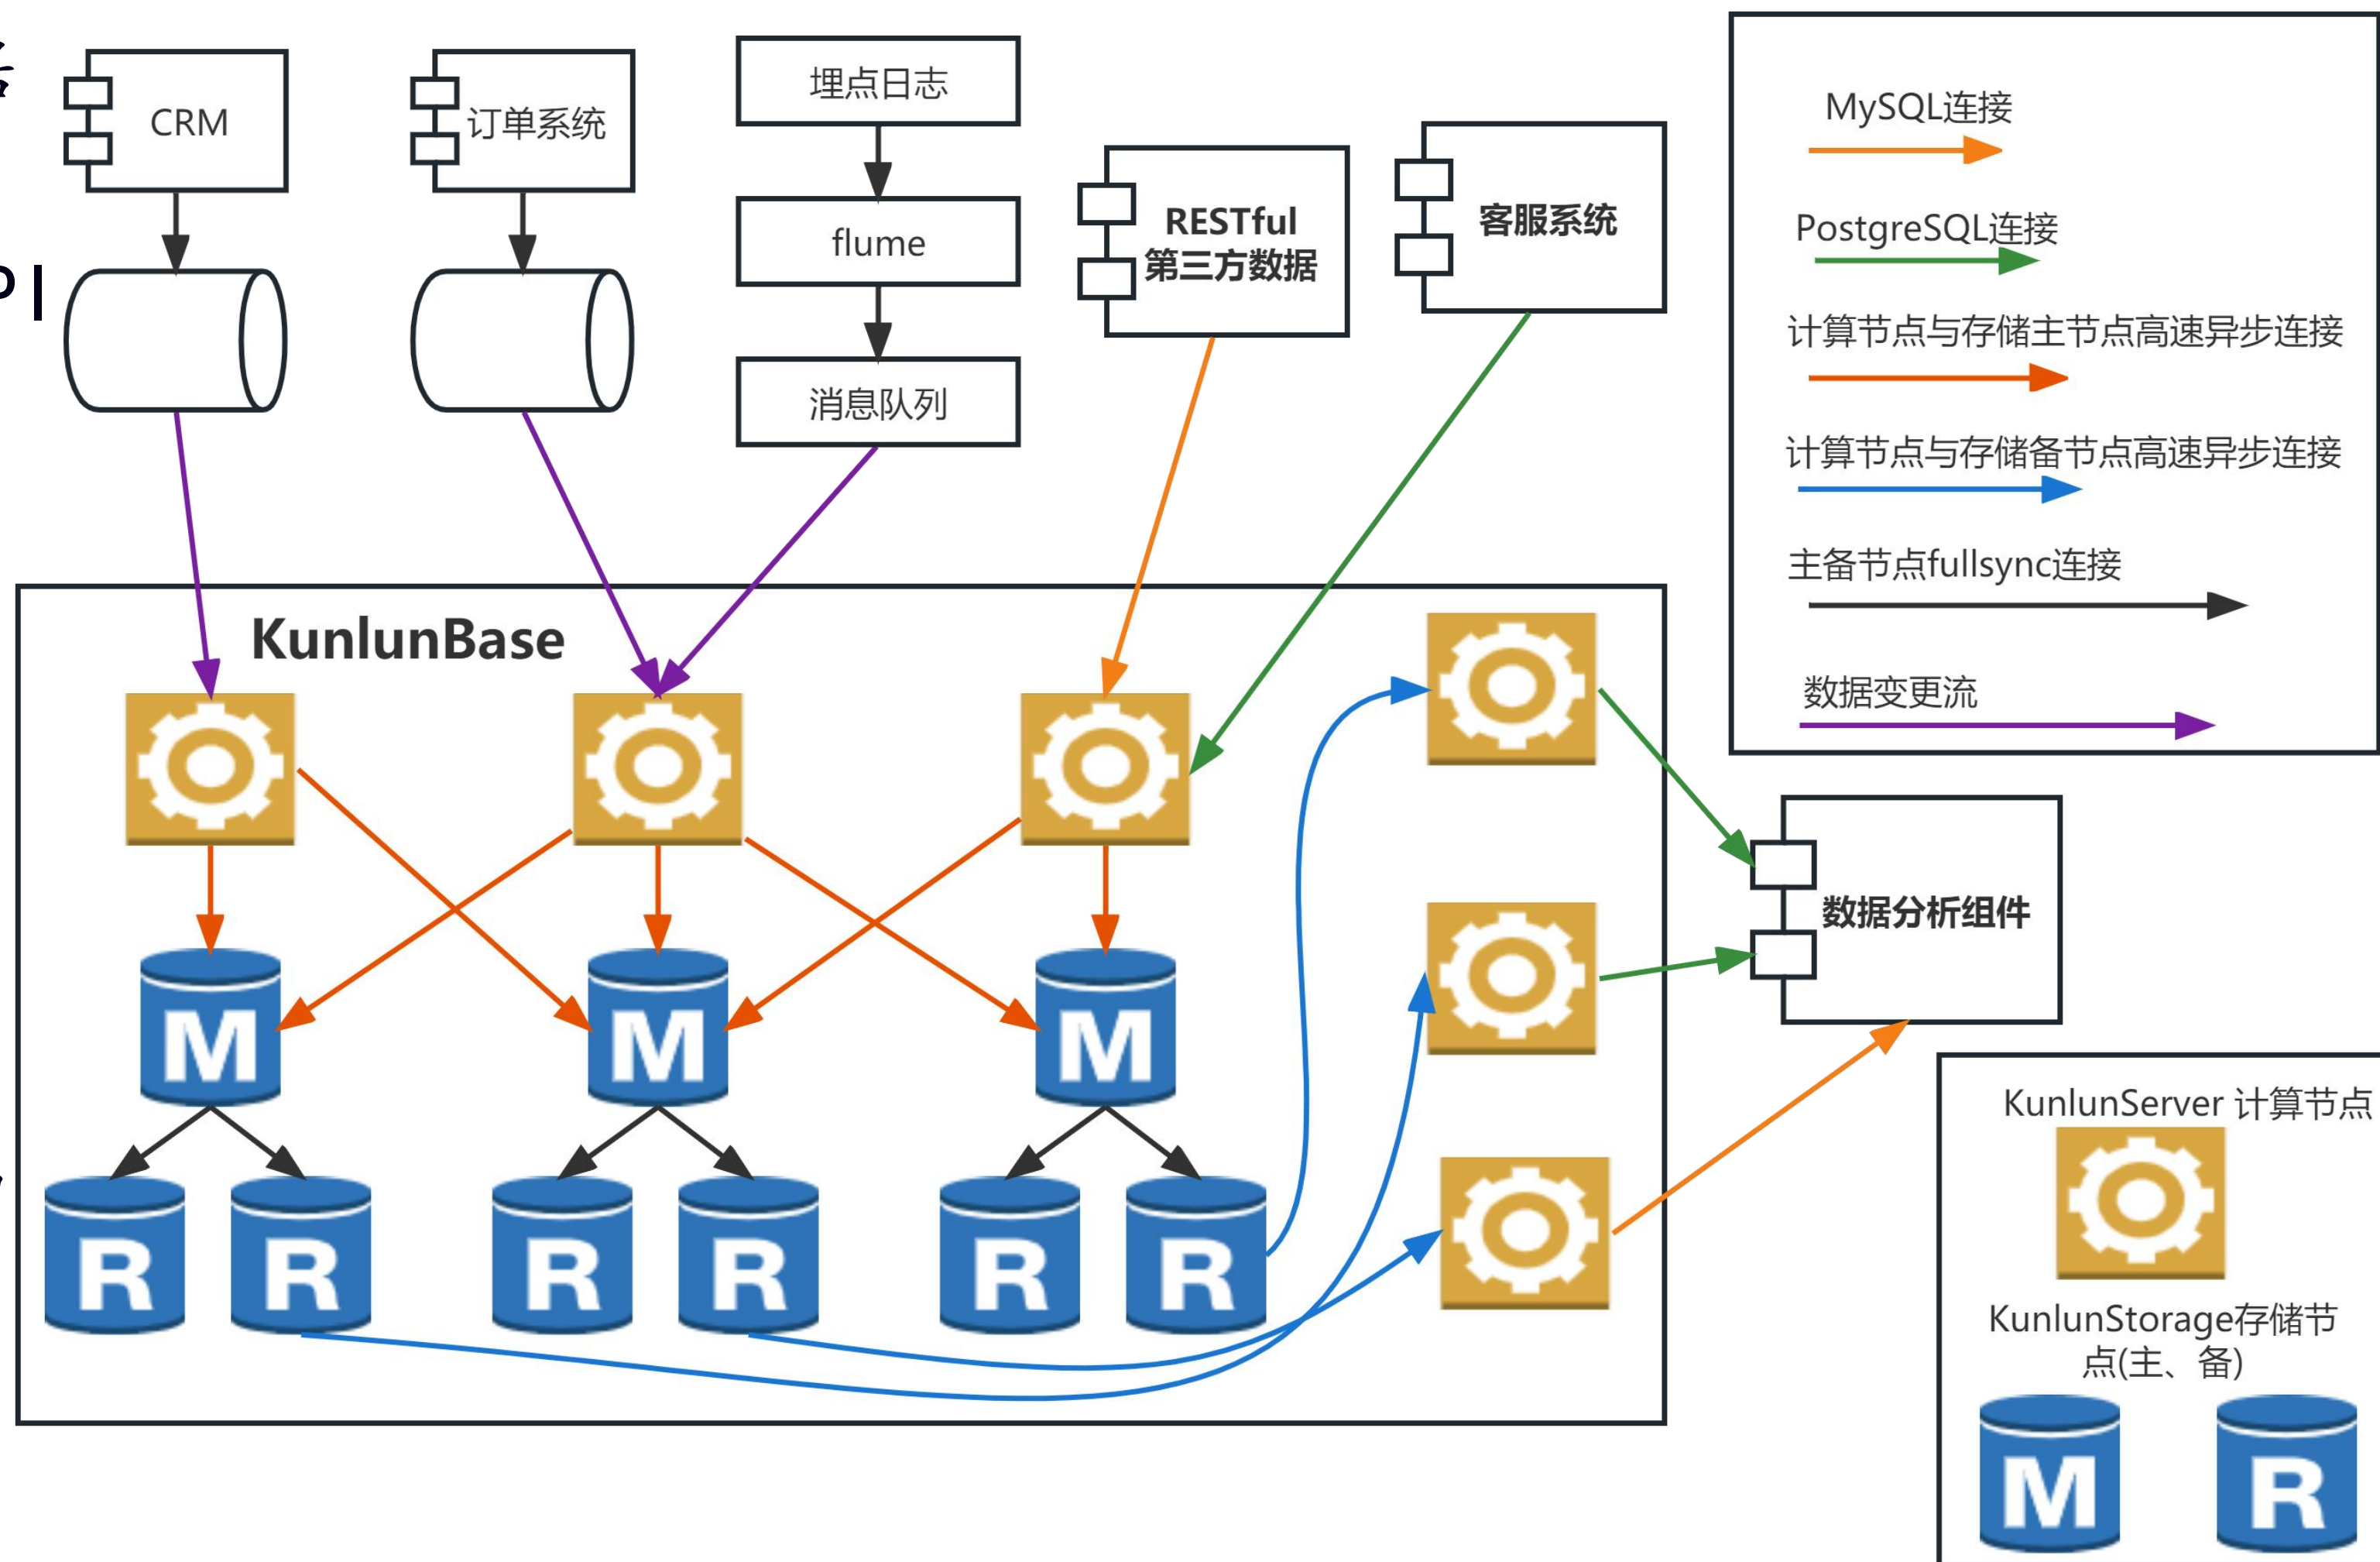 CRM
订单系统
埋点日志
flume
消息队列
RESTful
第三方数据
客服系统
MySQL连接
PostgreSQL连接
计算节点与存储主节点高速异步连接
计算节点与存储备节点高速异步连接
主备节点fullsync连接
数据变更流
PI
KunlunBase
M
M
M
R
R
R
R
R
R
数据分析组件
KunlunServer 计算节点
KunlunStorage存储节
点(主、备)
M
R